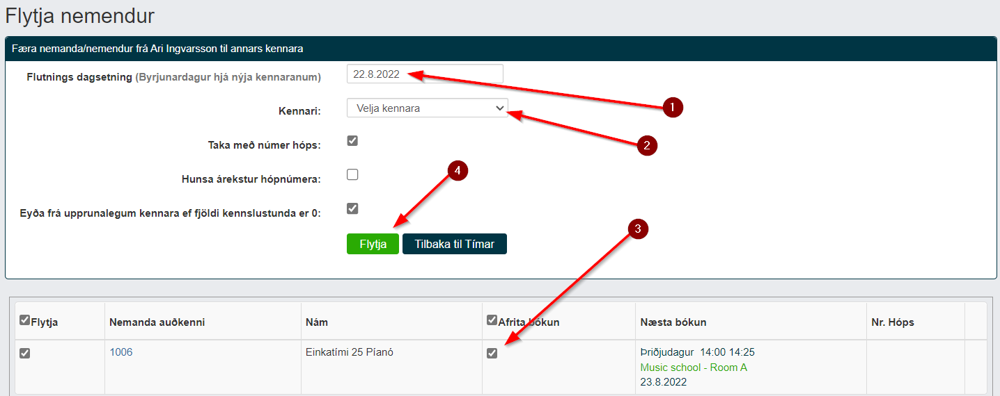 Flytja nemendur
Færa nemanda/nemendur frá Ari Ingvarsson til annars kennara
Flutnings dagsetning (Byrjunardagur hjá nýja kennaranum) 22.8.2022
1
Kennari: Velja kennara
2
Taka með númer hóps:
4
Hunsa árekstur hópnúmera:
Eyða frá upprunalegum kennara ef fjöldi kennslustunda er 0:
3
Flytja Tilbaka til Tímar
Flytja Nemanda auðkenni Nám Afrita bókun Næsta bókun Nr. Hóps
1006 Einkatími 25 Píanó Þriðjudagur 14:00 14:25
Music school - Room A
23.8.2022